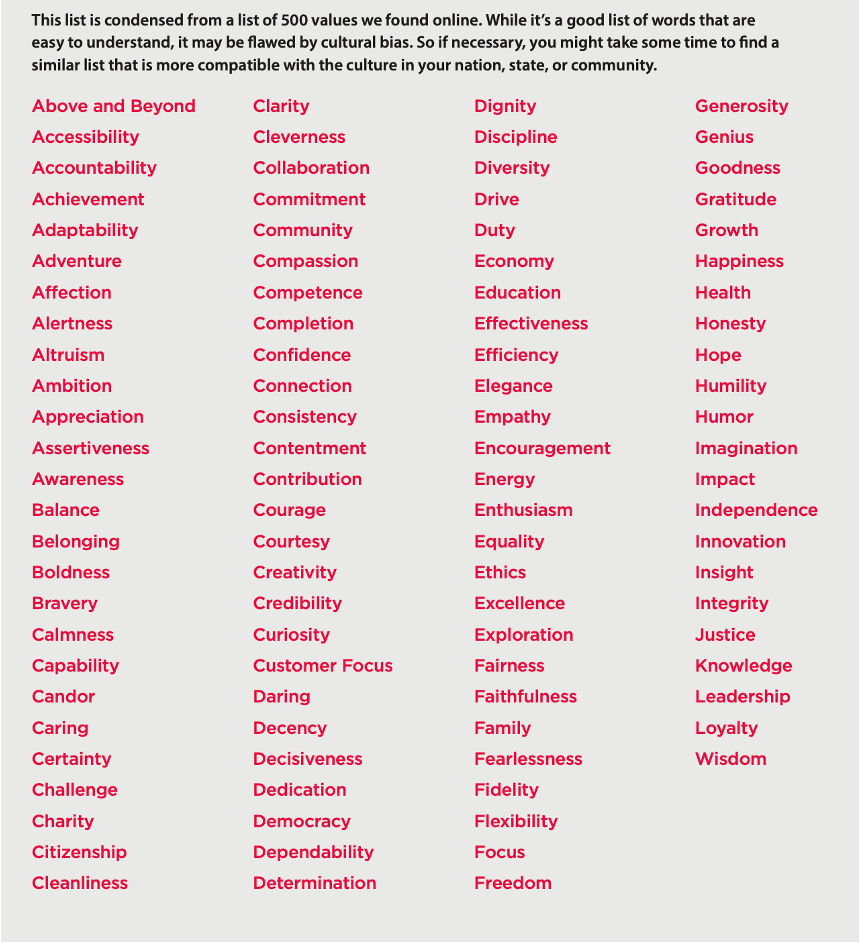 This list is condensed from a list of 500 values we found online. While it's a good list of words that are
easy to understand, it may be flawed by cultural bias. So if necessary, you might take some time to find a
similar list that is more compatible with the culture in your nation, state, or community.
Above and Beyond
Accessibility
Accountability
Achievement
Adaptability
Adventure
Affection
Alertness
Altruism
Ambition
Appreciation
Assertiveness
Awareness
Balance
Belonging
Boldness
Bravery
Calmness
Capability
Candor
Caring
Certainty
Challenge
Charity
Citizenship
Cleanliness
Clarity
Cleverness
Collaboration
Commitment
Community
Compassion
Competence
Completion
Confidence
Connection
Consistency
Contentment
Contribution
Courage
Courtesy
Creativity
Credibility
Curiosity
Customer Focus
Daring
Decency
Decisiveness
Dedication
Democracy
Dependability
Determination
Dignity
Discipline
Diversity
Drive
Duty
Economy
Education
Effectiveness
Efficiency
Elegance
Empathy
Encouragement
Energy
Enthusiasm
Equality
Ethics
Excellence
Exploration
Fairness
Faithfulness
Family
Fearlessness
Fidelity
Flexibility
Focus
Freedom
Generosity
Genius
Goodness
Gratitude
Growth
Happiness
Health
Honesty
Hope
Humility
Humor
Imagination
Impact
Independence
Innovation
Insight
Integrity
Justice
Knowledge
Leadership
Loyalty
Wisdom